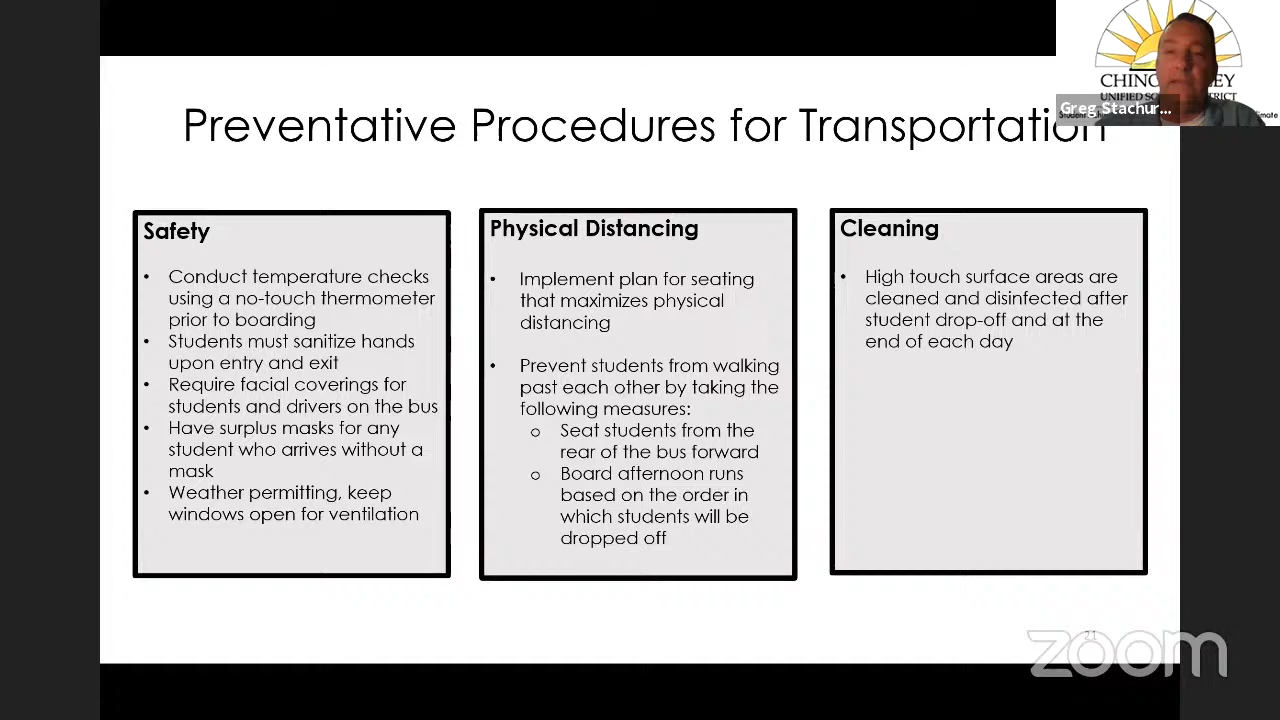 Preventative Procedures for Transportation
CHINO
EY
UNIFIED SC
Greg Stachur...
Safety
• Conduct temperature checks
using a no-touch thermometer
prior to boarding
• Students must sanitize hands
upon entry and exit
• Require facial coverings for
students and drivers on the bus
• Have surplus masks for any
student who arrives without a
mask
• Weather permitting, keep
windows open for ventilation
Physical Distancing
• Implement plan for seating
that maximizes physical
distancing
• Prevent students from walking
past each other by taking the
following measures:
o Seat students from the
rear of the bus forward
o Board afternoon runs
based on the order in
which students will be
dropped off
Cleaning
• High touch surface areas are
cleaned and disinfected after
student drop-off and at the
end of each day
21
zoom